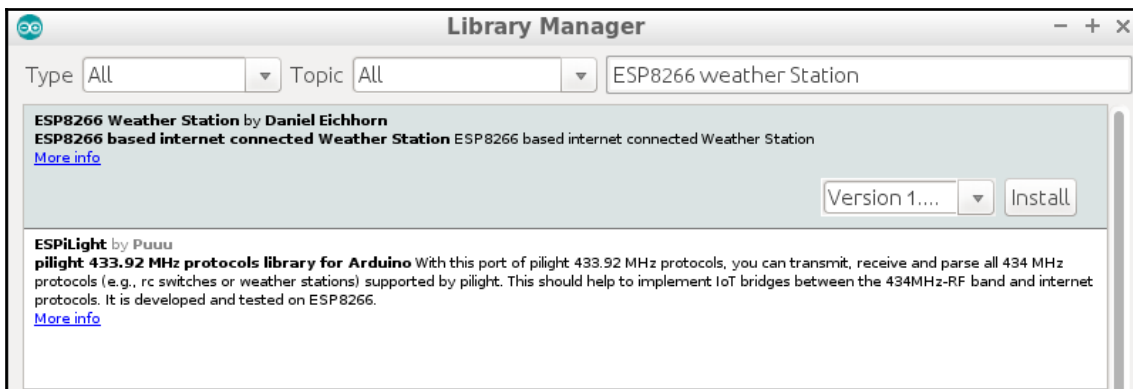 Library Manager
Type All Topic All ESP8266 weather Station
ESP8266 Weather Station by Daniel Eichhorn
ESP8266 based internet connected Weather Station ESP8266 based internet connected Weather Station
More info
Version 1.... Install
ESPiLight by Puuu
pilight 433.92 MHz protocols library for Arduino With this port of pilight 433.92 MHz protocols, you can transmit, receive and parse all 434 MHz
protocols (e.g., rc switches or weather stations) supported by pilight. This should help to implement IoT bridges between the 434MHz-RF band and internet
protocols. It is developed and tested on ESP8266.
More info